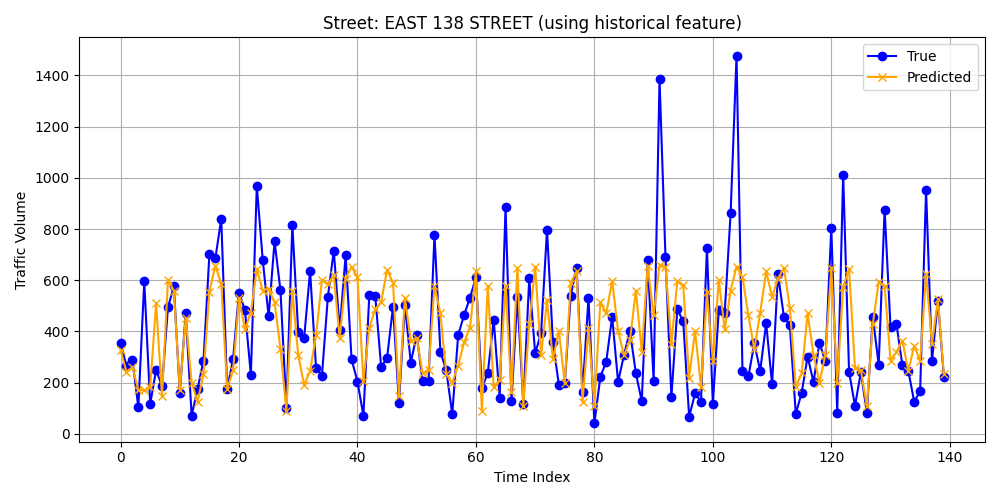 Street: EAST 138 STREET (using historical feature)
True
Predicted
Traffic Volume
1400
1200
1000
800
600
400
200
0
0 20 40 60 80 100 120 140
Time Index